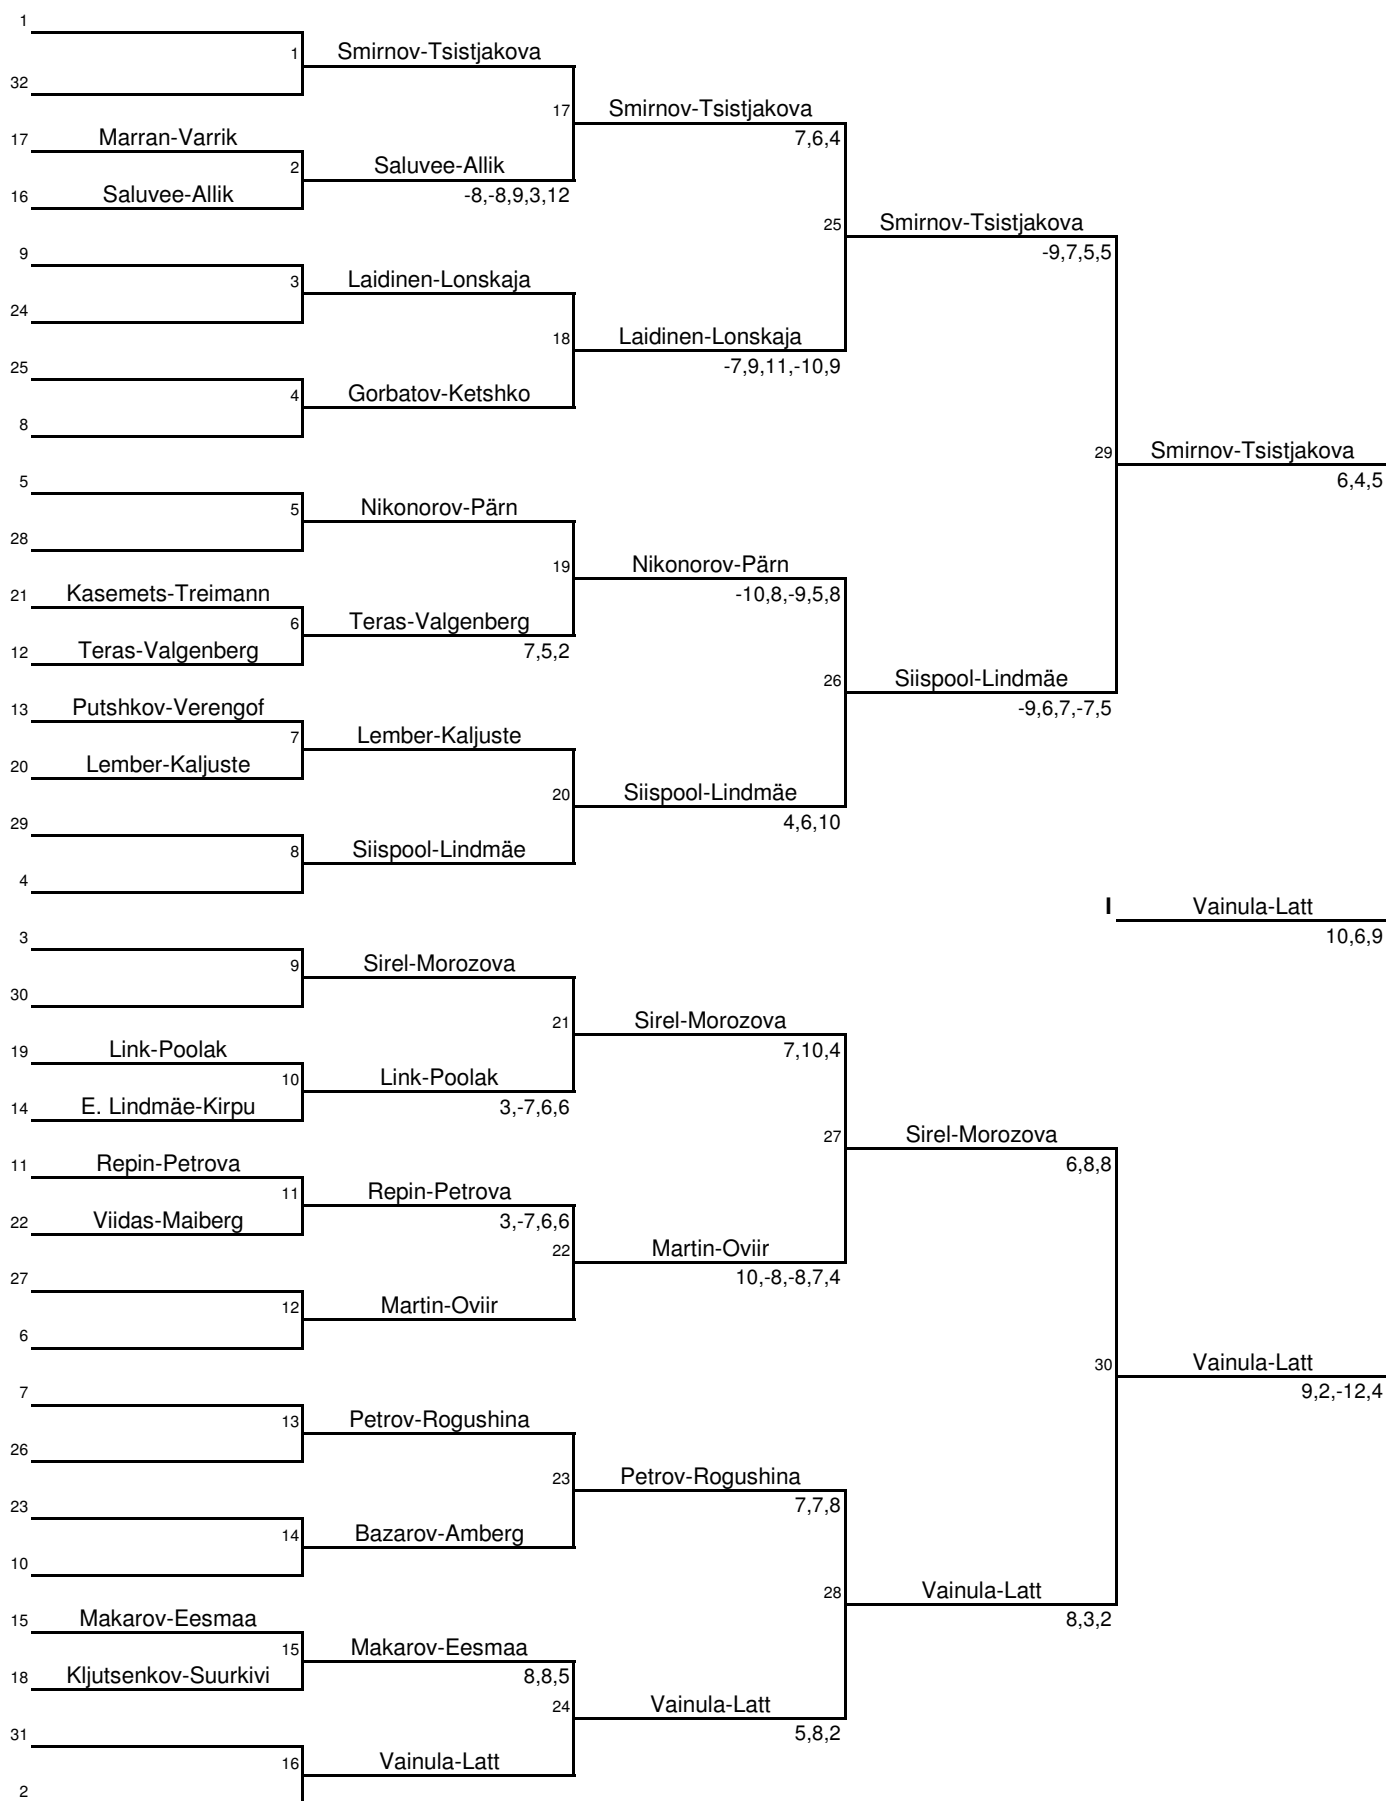 1
1 Smirnov-Tsistjakova
32
17 Smirnov-Tsistjakova
7,6,4
17 Marran-Varrik
2 Saluvee-Allik
16 Saluvee-Allik
-8,-8,9,3,12
25 Smirnov-Tsistjakova
-9,7,5,5
9
3 Laidinen-Lonskaja
24
18 Laidinen-Lonskaja
-7,9,11,-10,9
25
4 Gorbatov-Ketshko
8
29 Smirnov-Tsistjakova
6,4,5
5
5 Nikonorov-Pärn
28
19 Nikonorov-Pärn
-10,8,-9,5,8
21 Kasemets-Treimann
6 Teras-Valgenberg
12 Teras-Valgenberg
7,5,2
26 Siispool-Lindmäe
-9,6,7,-7,5
13 Putshkov-Verengof
7 Lember-Kaljuste
20 Lember-Kaljuste
20 Siispool-Lindmäe
4,6,10
29
8 Siispool-Lindmäe
4
I Vainula-Latt
10,6,9
3
9 Sirel-Morozova
30
21 Sirel-Morozova
7,10,4
19 Link-Poolak
10 Link-Poolak
14 E. Lindmäe-Kirpu
3,-7,6,6
27 Sirel-Morozova
6,8,8
11 Repin-Petrova
11 Repin-Petrova
22 Viidas-Maiberg
3,-7,6,6
22 Martin-Oviir
10,-8,-8,7,4
27
12 Martin-Oviir
6
30 Vainula-Latt
9,2,-12,4
7
13 Petrov-Rogushina
26
23 Petrov-Rogushina
7,7,8
23
14 Bazarov-Amberg
10
28 Vainula-Latt
8,3,2
15 Makarov-Eesmaa
15 Makarov-Eesmaa
18 Kljutsenkov-Suurkivi
8,8,5
24 Vainula-Latt
5,8,2
31
16 Vainula-Latt
2